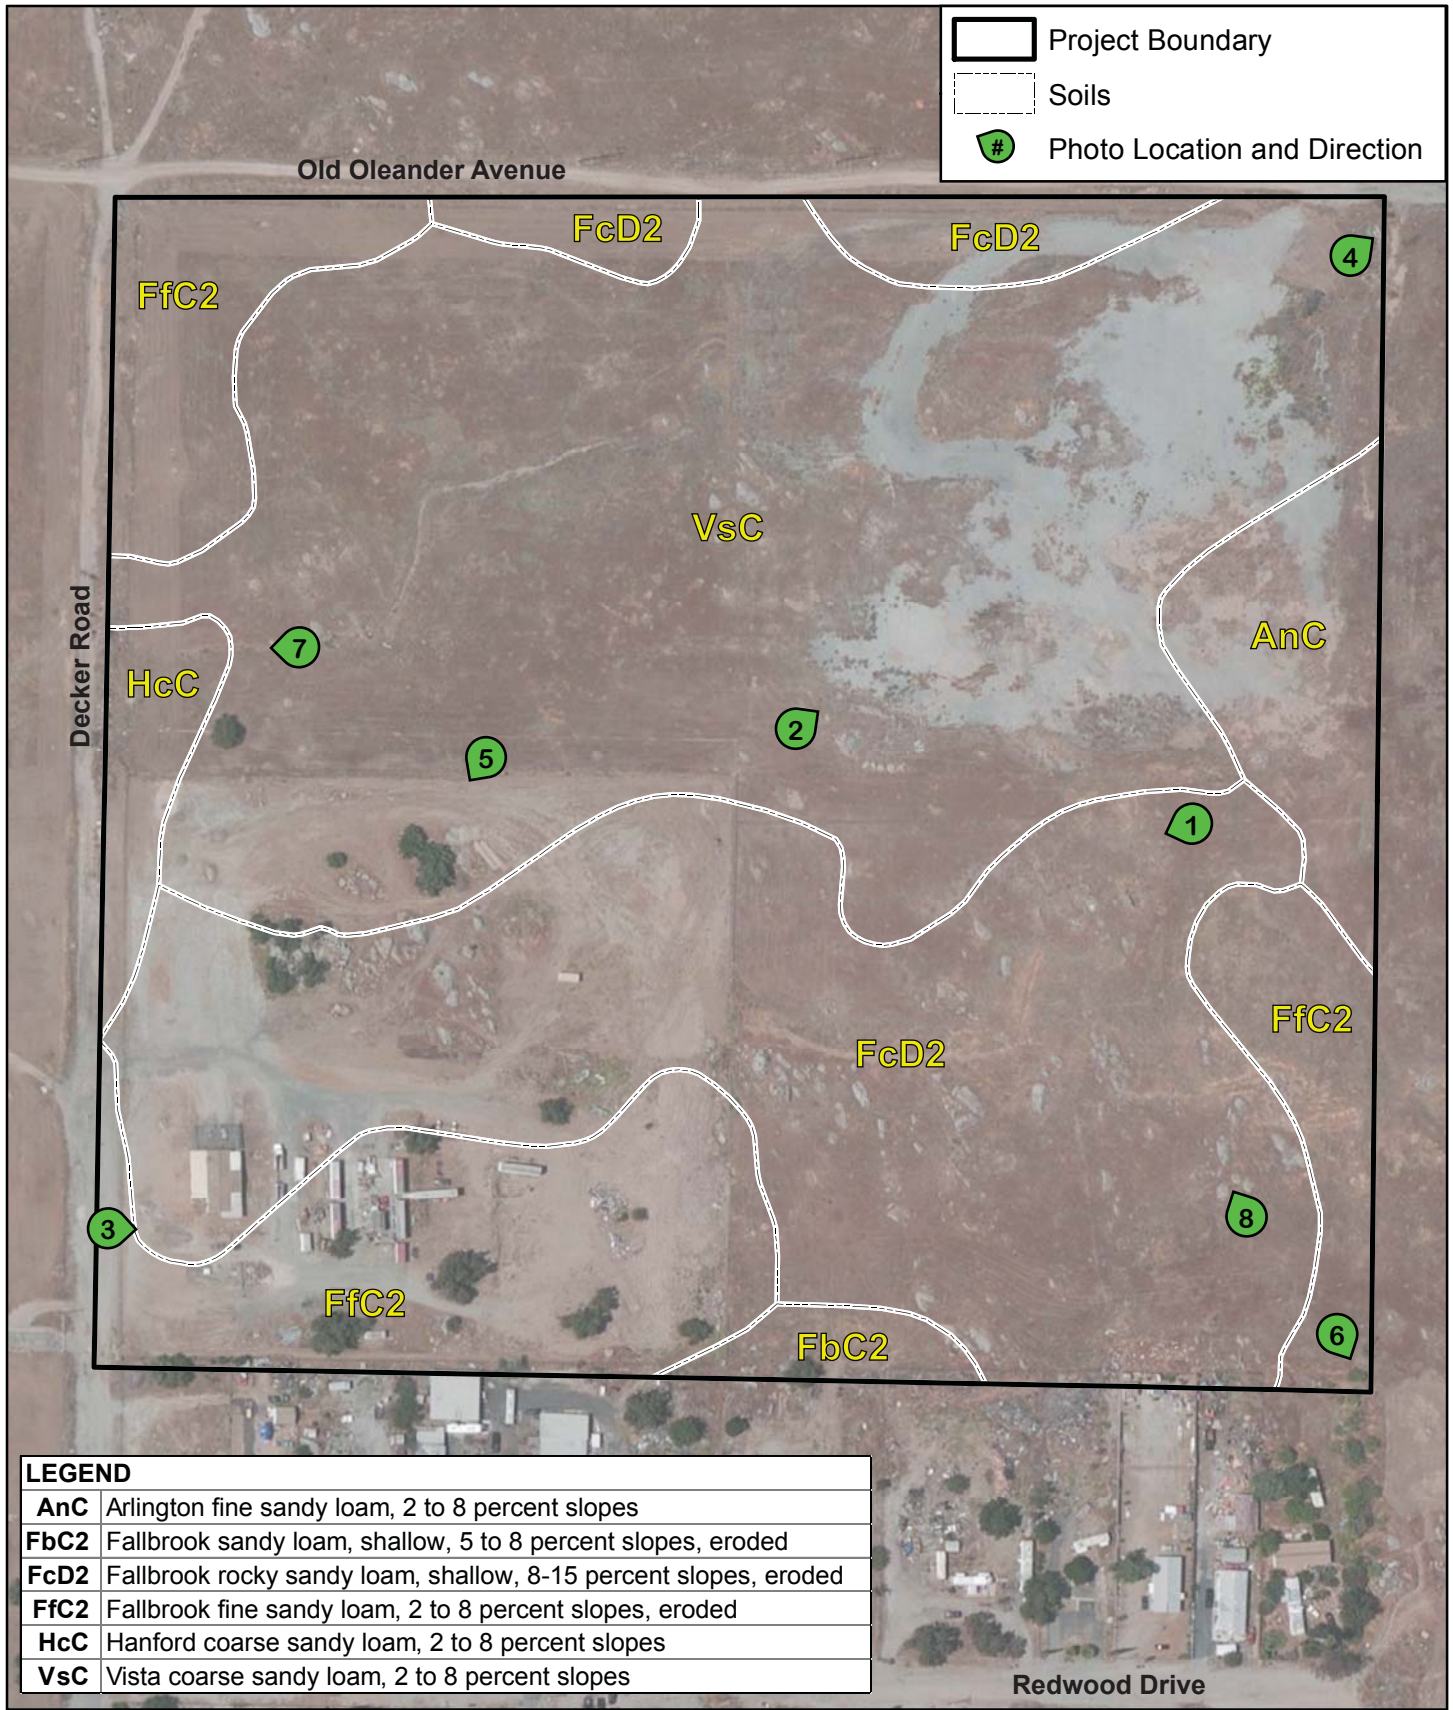 Project Boundary
Soils
# Photo Location and Direction
Old Oleander Avenue
FcD2
FcD2
4
FfC2
VsC
AnC
Decker Road
7
HcC
2
5
1
FfC2
FcD2
8
3
FfC2
6
FbC2
LEGEND
AnC Arlington fine sandy loam, 2 to 8 percent slopes
FbC2 Fallbrook sandy loam, shallow, 5 to 8 percent slopes, eroded
FcD2 Fallbrook rocky sandy loam, shallow, 8-15 percent slopes, eroded
FfC2 Fallbrook fine sandy loam, 2 to 8 percent slopes, eroded
HcC Hanford coarse sandy loam, 2 to 8 percent slopes
VsC Vista coarse sandy loam, 2 to 8 percent slopes
Redwood Drive